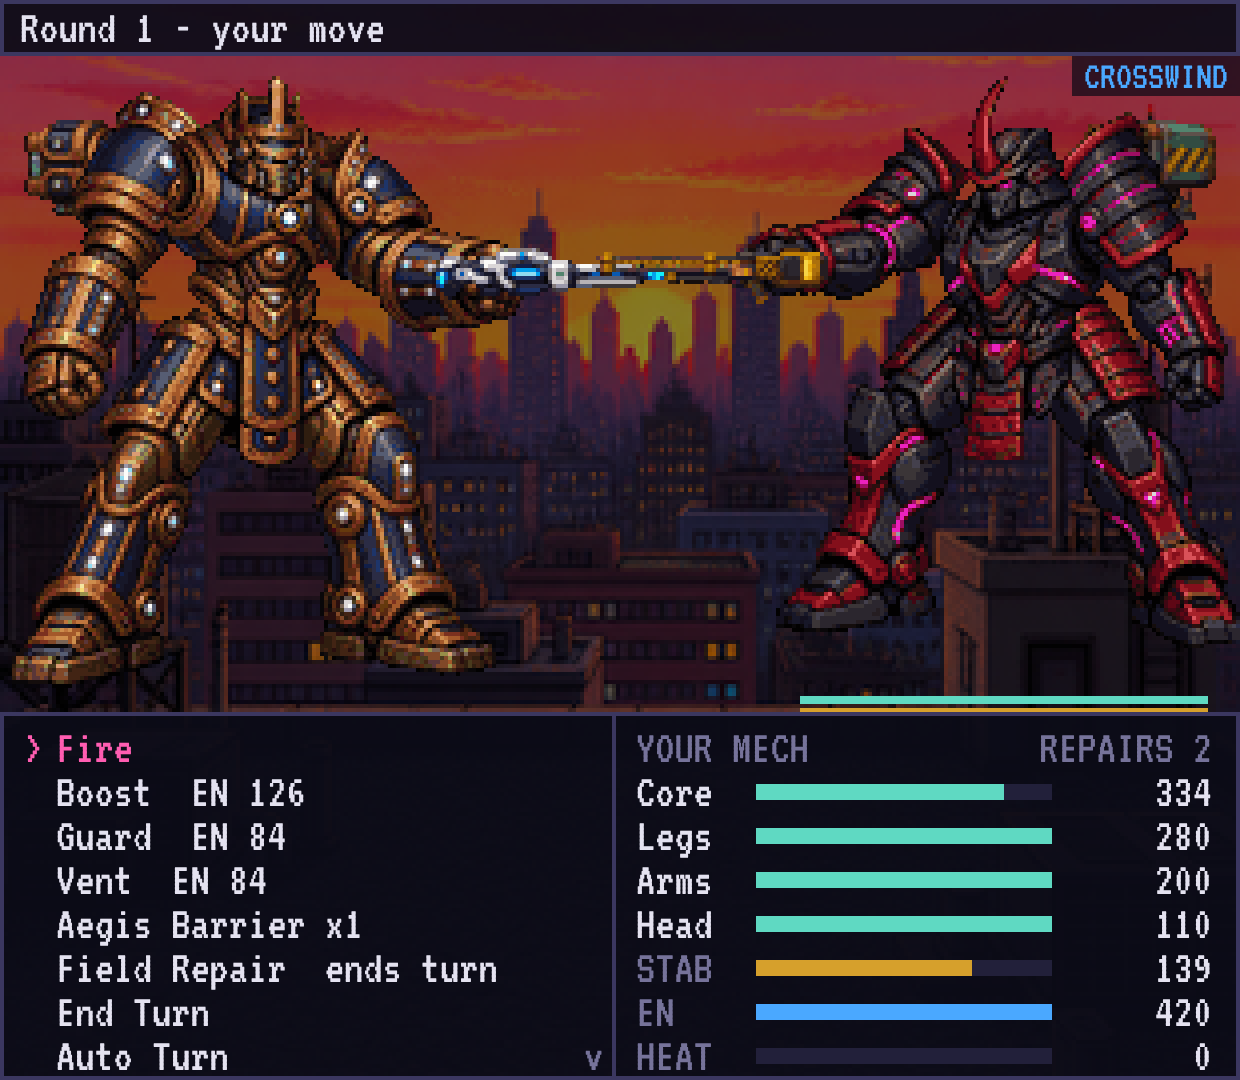 Round 1 - your move
CROSSWIND
> Fire
Boost EN 126
Guard EN 84
Vent EN 84
Aegis Barrier x1
Field Repair ends turn
End Turn
Auto Turn v
YOUR MECH REPAIRS 2
Core 334
Legs 280
Arms 200
Head 110
STAB 139
EN 420
HEAT 0